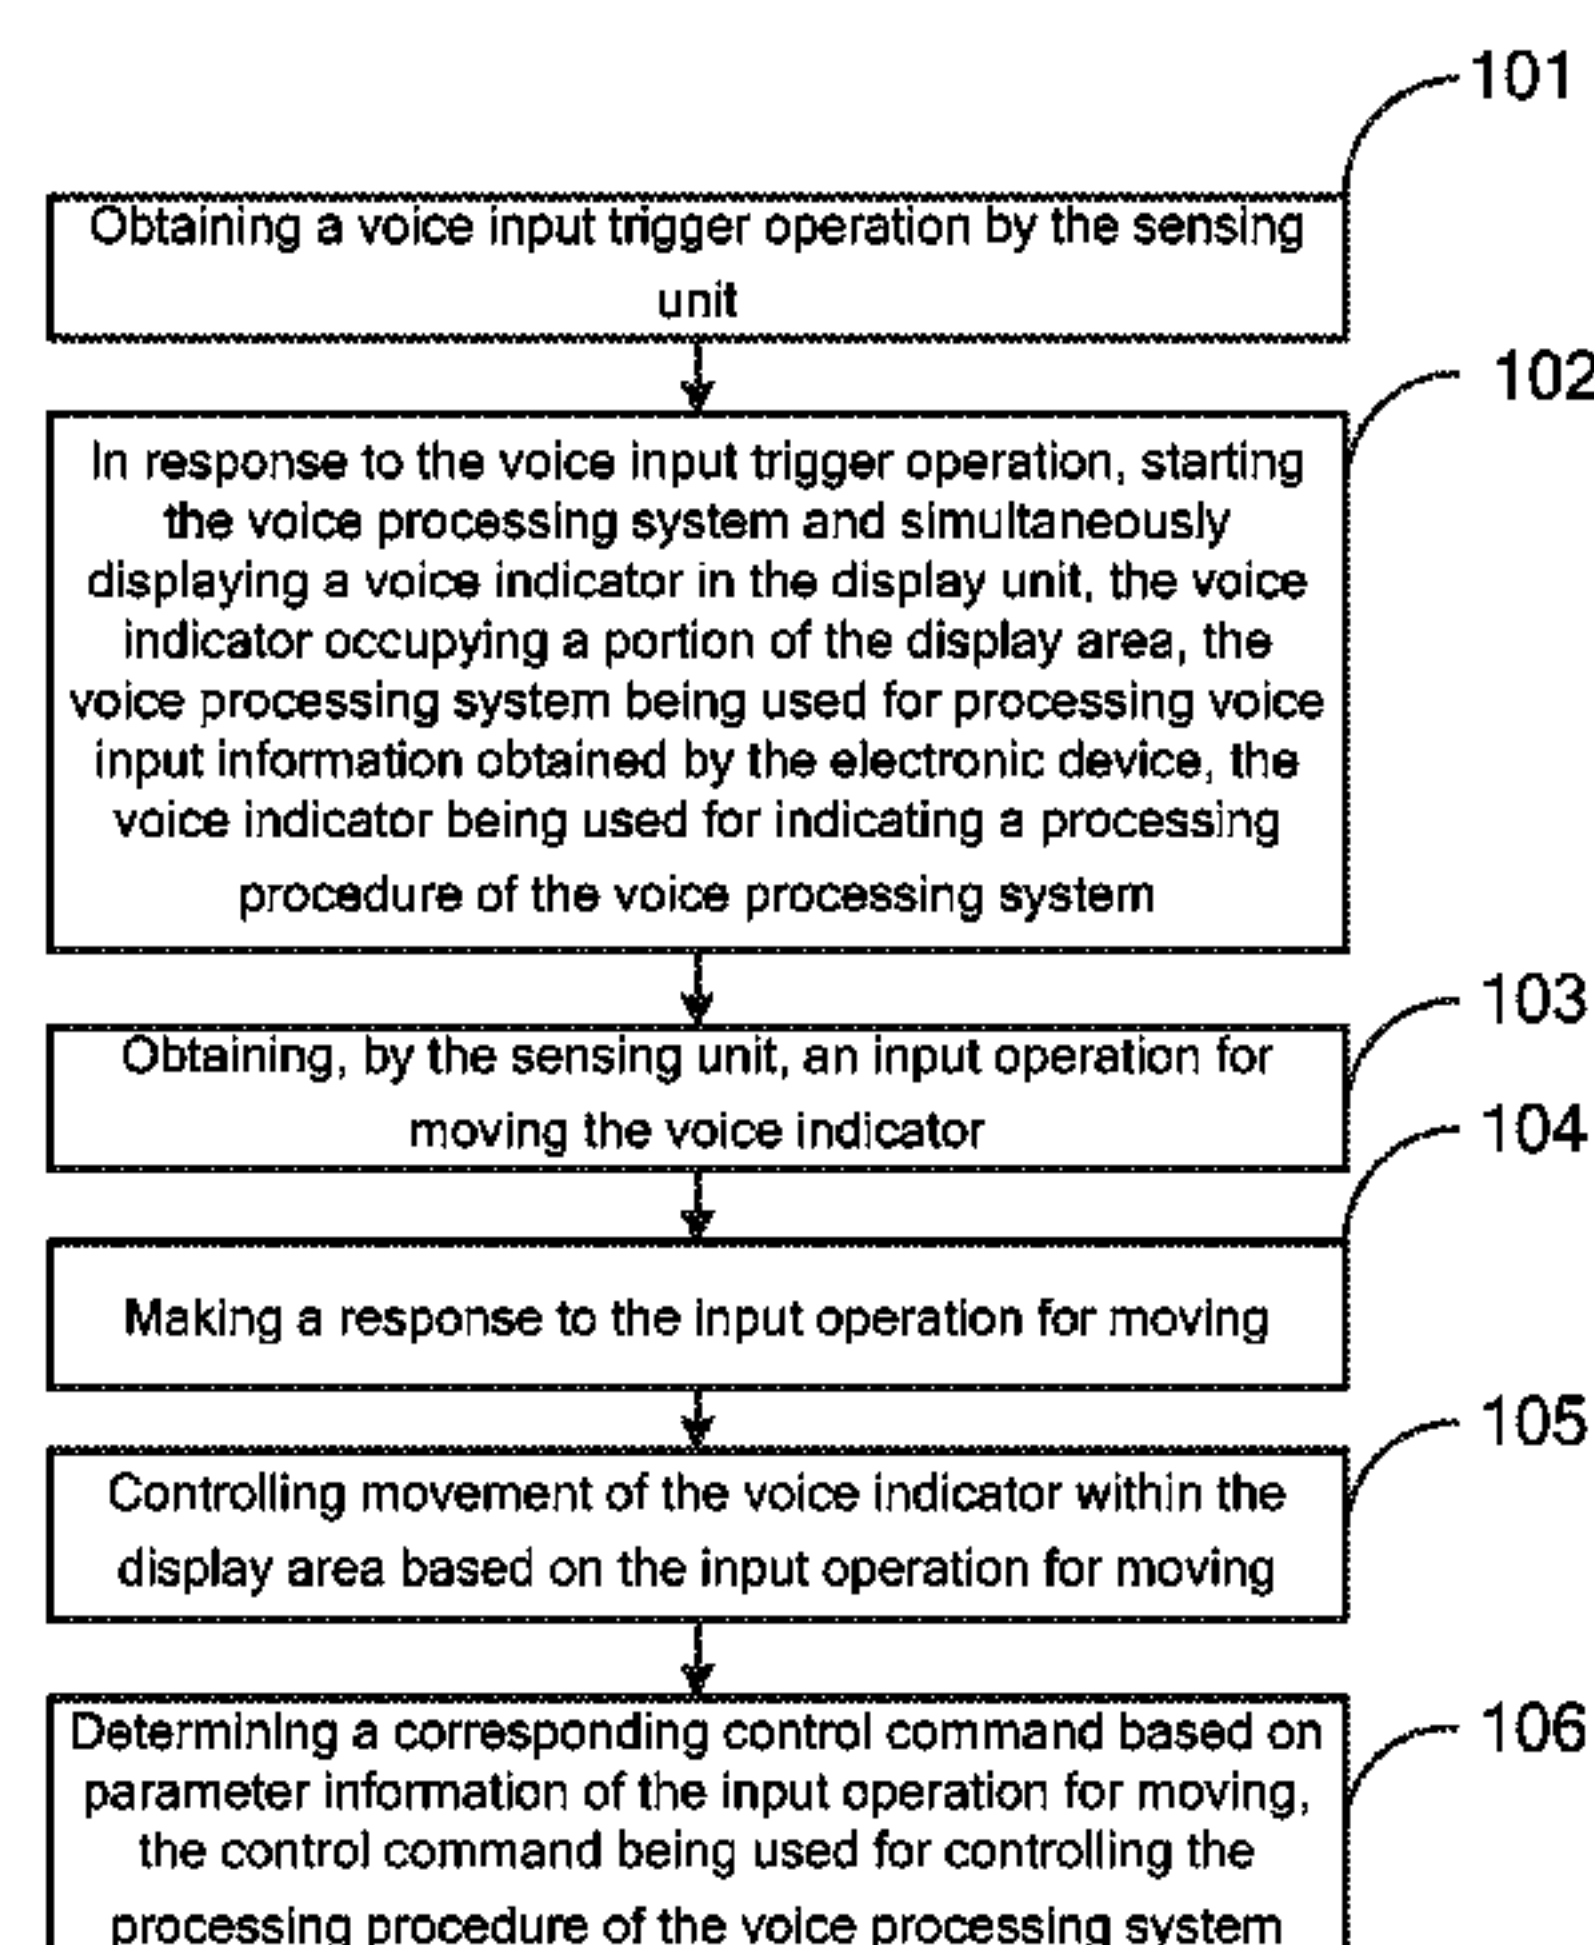 101
Obtaining a voice input trigger operation by the sensing
unit
102
In response to the voice input trigger operation, starting
the voice processing system and simultaneously
displaying a voice indicator in the display unit, the voice
indicator occupying a portion of the display area, the
voice processing system being used for processing voice
input information obtained by the electronic device, the
voice indicator being used for indicating a processing
procedure of the voice processing system
103
Obtaining, by the sensing unit, an input operation for
moving the voice indicator
104
Making a response to the input operation for moving
105
Controlling movement of the voice indicator within the
display area based on the input operation for moving
106
Determining a corresponding control command based on
parameter information of the input operation for moving,
the control command being used for controlling the
processing procedure of the voice processing system